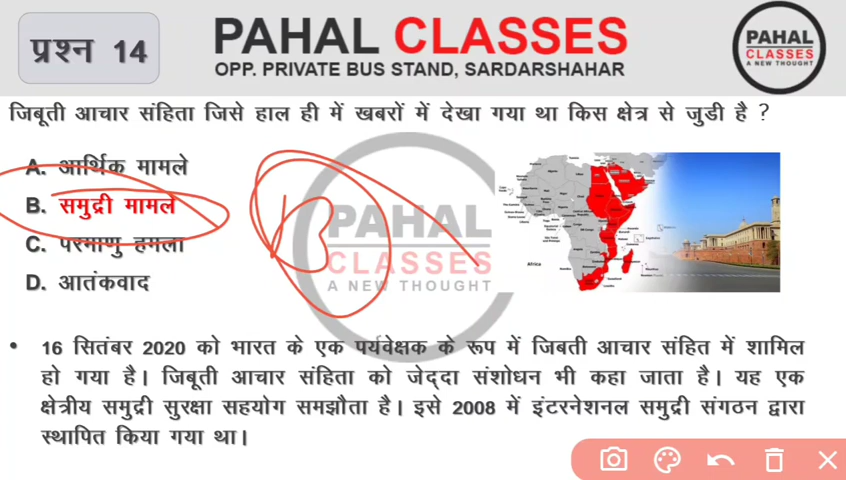 प्रश्न 14
PAHAL CLASSES
OPP. PRIVATE BUS STAND, SARDARSHAHAR
PAHAL
CLASSES
A NEW THOUGHT
जिबूती आचार संहिता जिसे हाल ही में खबरों में देखा गया था किस क्षेत्र से जुडी है ?
A. आर्थिक मामले
B. समुद्री मामले
C. परमाणु हमला
D. आतंकवाद
B
PAHAL
CLASSES
A NEW THOUGHT
Africa
• 16 सितंबर 2020 को भारत के एक पर्यवेक्षक के रूप में जिबती आचार संहित में शामिल
हो गया है। जिबूती आचार संहिता को जेद्दा संशोधन भी कहा जाता है। यह एक
क्षेत्रीय समुद्री सुरक्षा सहयोग समझौता है। इसे 2008 में इंटरनेशनल समुद्री संगठन द्वारा
स्थापित किया गया था।